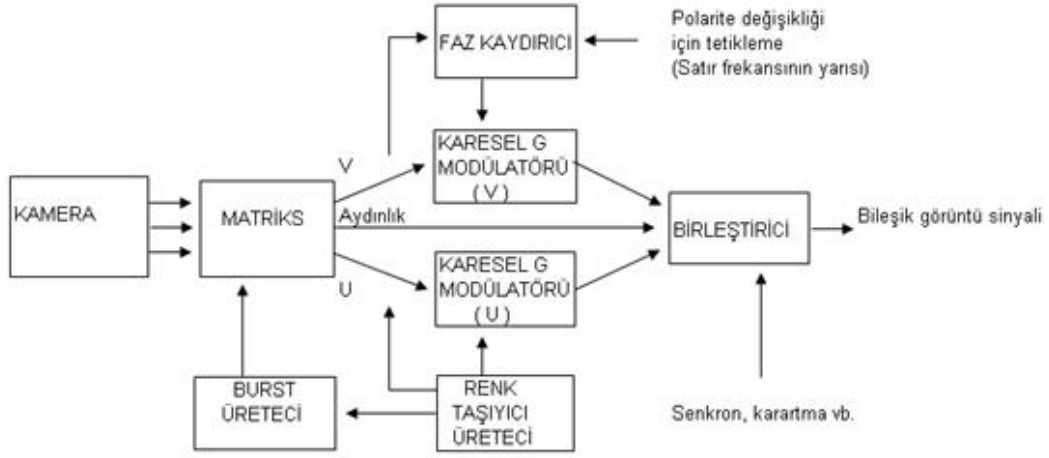 FAZ KAYDIRICI
Polarite değişikliği
için tetikleme
(Satır frekansının yarısı)
KAMERA
MATRİKS
V
KARESEL G
MODÜLATÖRÜ
( V )
Aydınlık
BİRLEŞTİRİCİ
Bileşik görüntü sinyali
U
KARESEL G
MODÜLATÖRÜ
( U )
BURST
ÜRETECİ
RENK
TAŞIYICI
ÜRETECİ
Senkron, karartma vb.